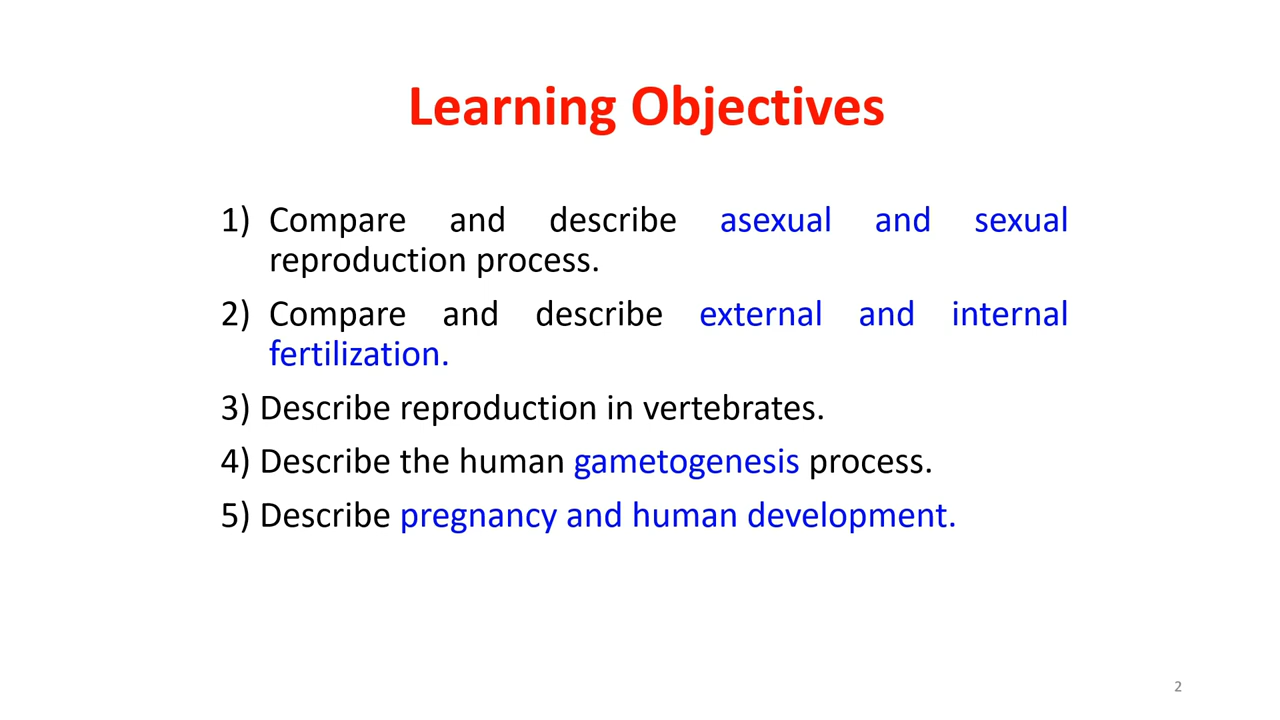 Learning Objectives
1) Compare and describe asexual and sexual
reproduction process.
2) Compare and describe external and internal
fertilization.
3) Describe reproduction in vertebrates.
4) Describe the human gametogenesis process.
5) Describe pregnancy and human development.
2